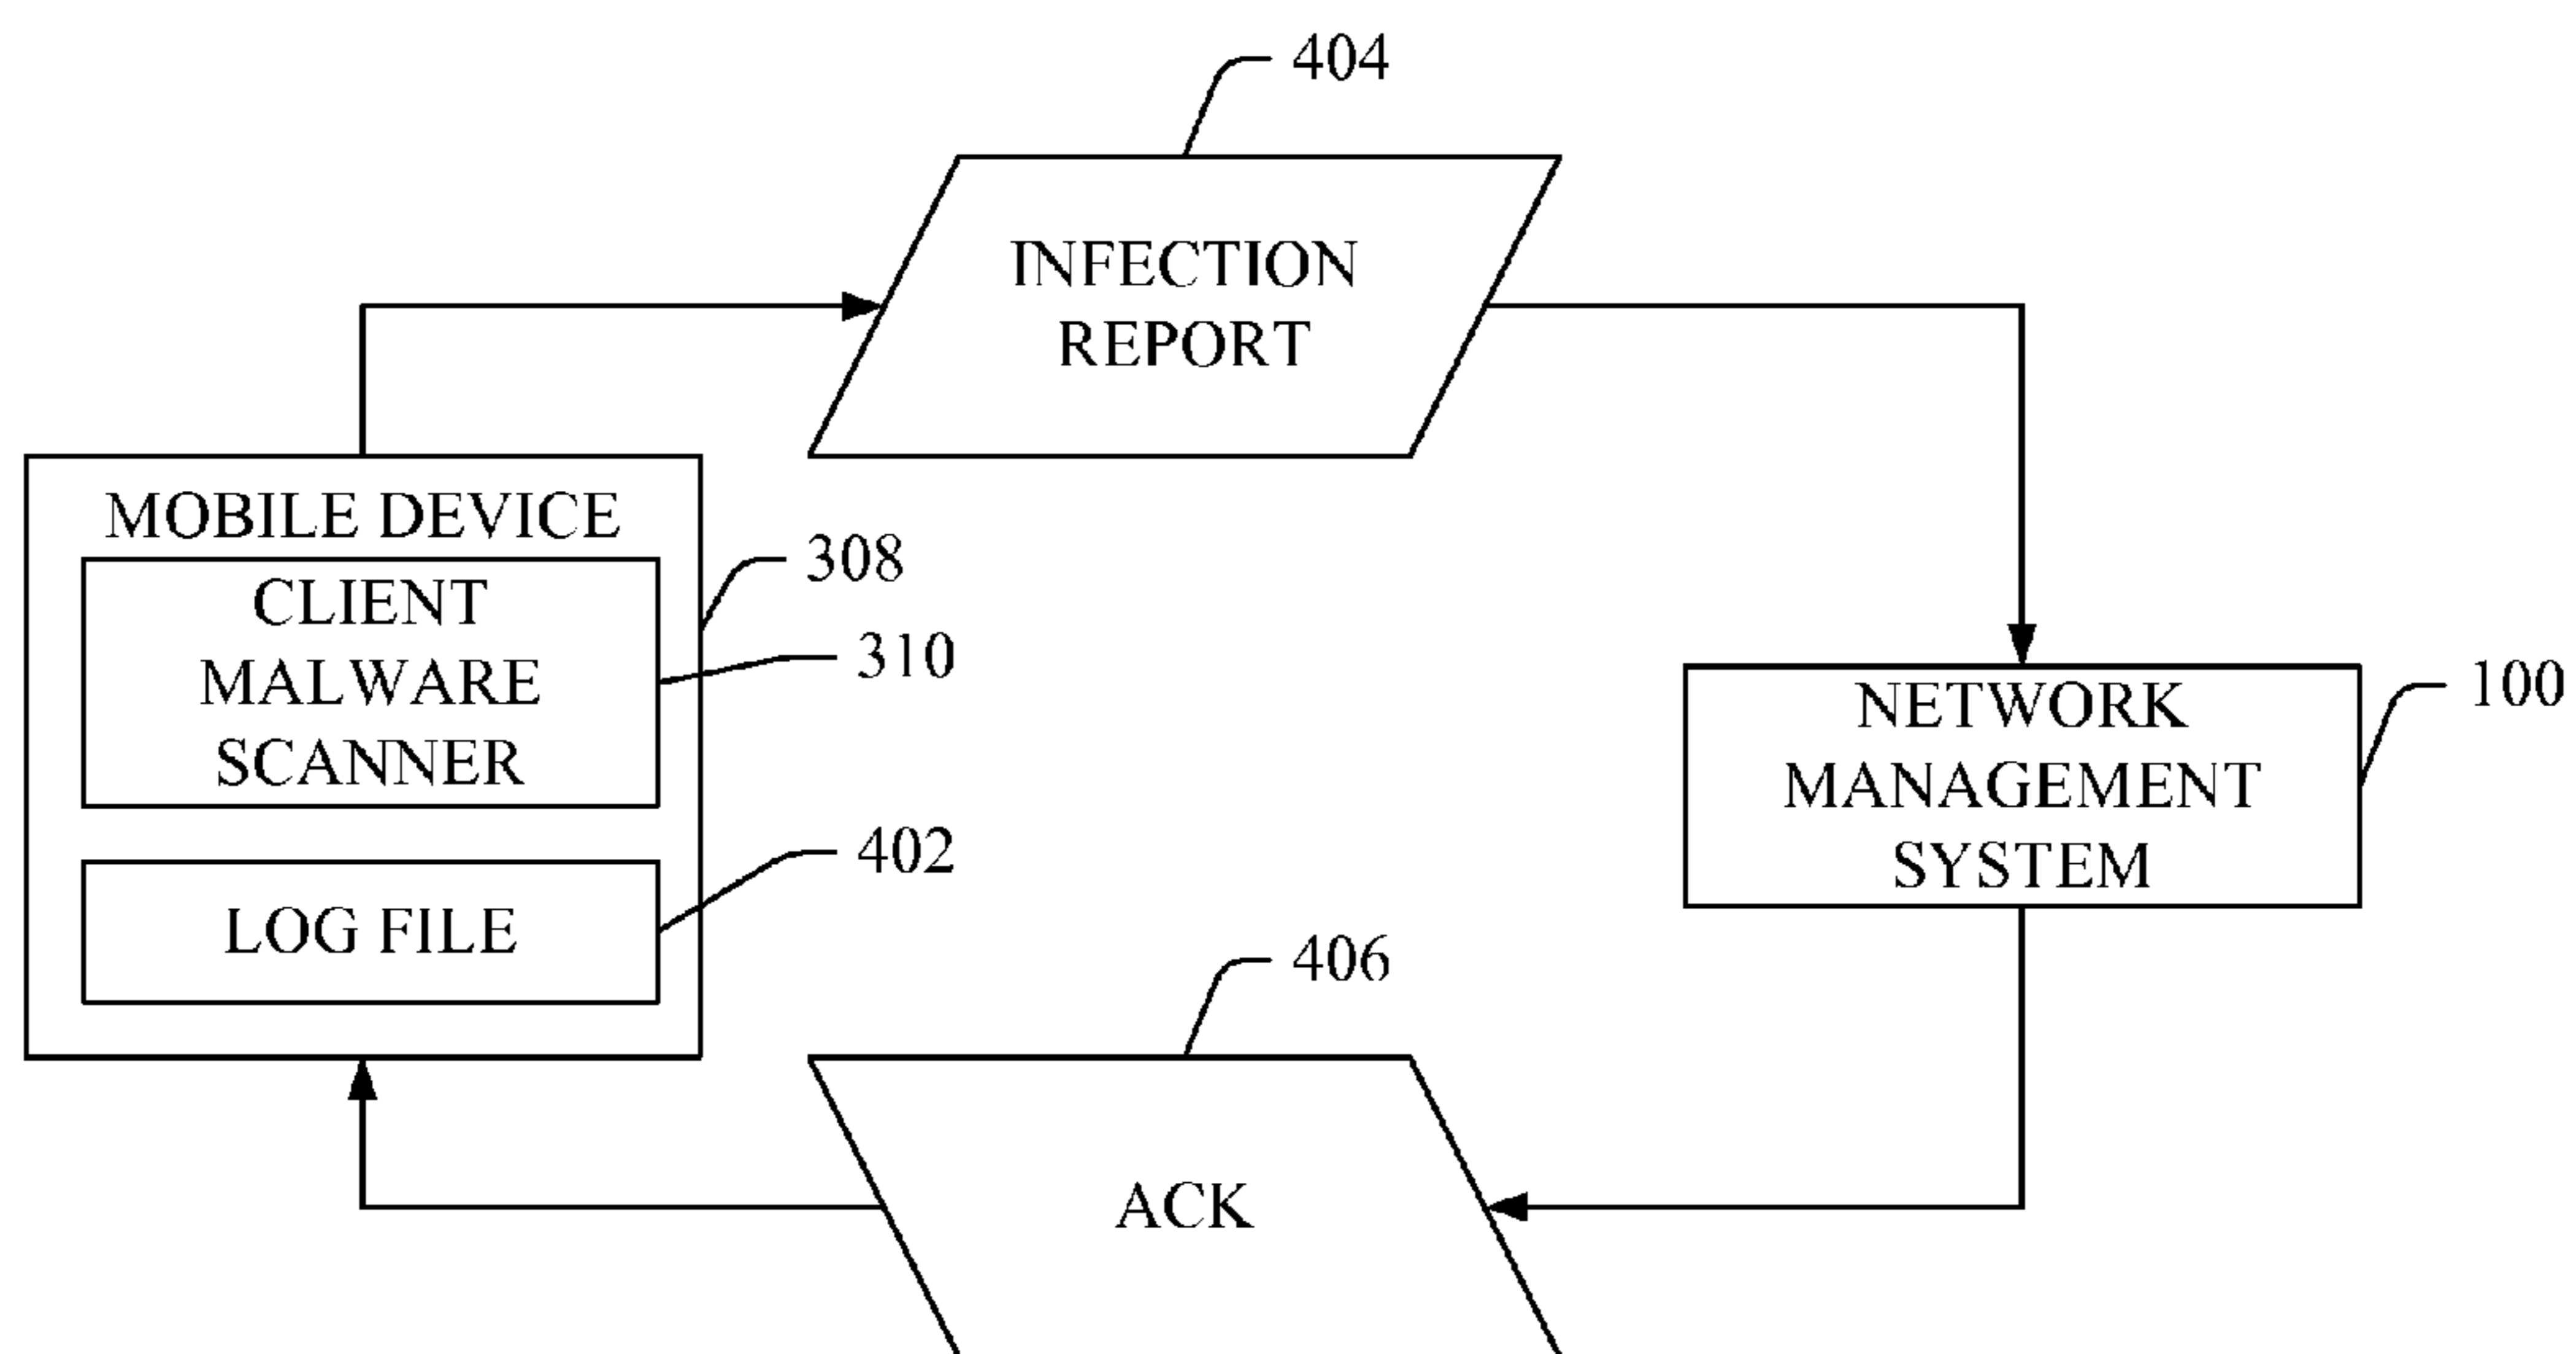 404
INFECTION
REPORT
MOBILE DEVICE
308
CLIENT
MALWARE
SCANNER
310
LOG FILE
402
NETWORK
MANAGEMENT
SYSTEM
100
406
ACK